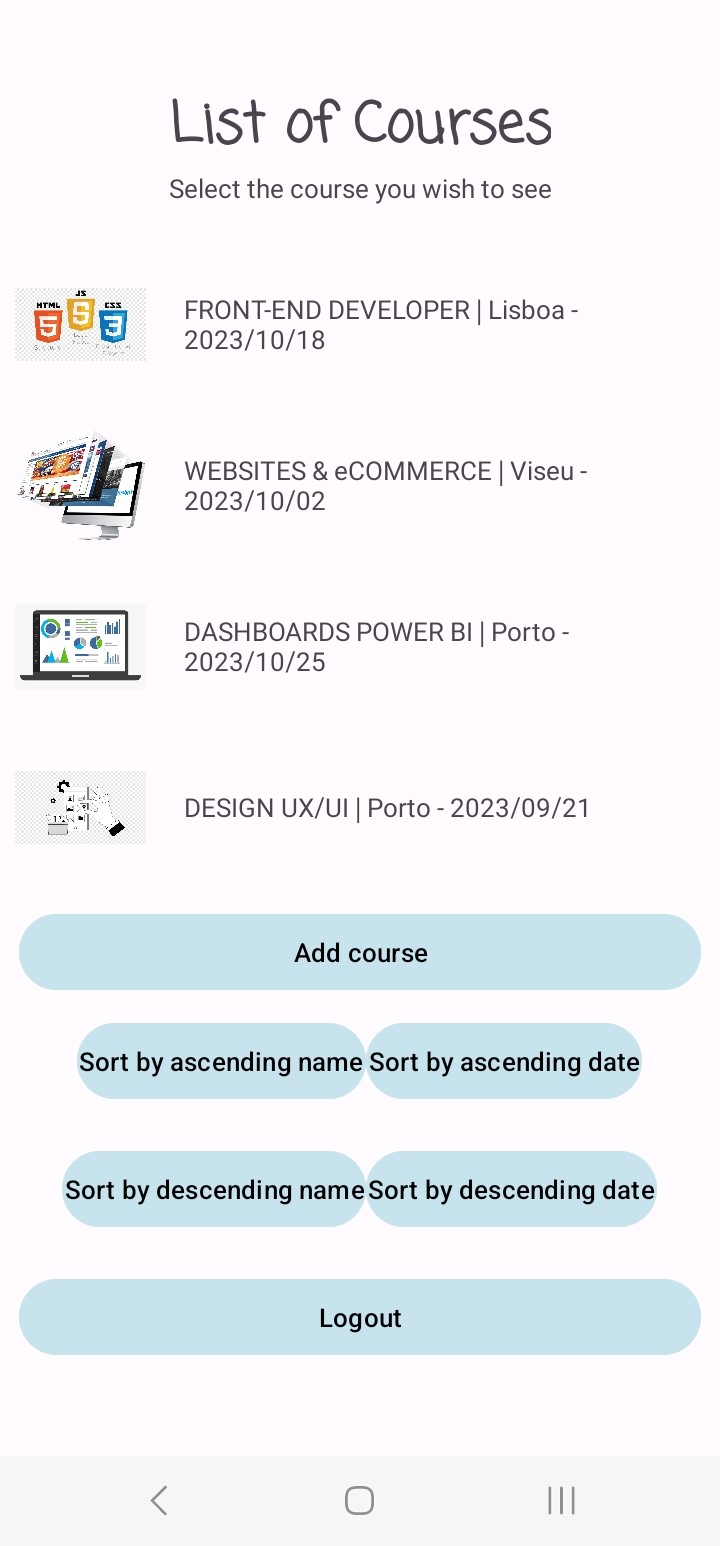 List of Courses
Select the course you wish to see
JS
HTML CSS
5 5 3
FRONT-END DEVELOPER | Lisboa -
2023/10/18
WEBSITES & eCOMMERCE | Viseu -
2023/10/02
DASHBOARDS POWER BI | Porto -
2023/10/25
DESIGN UX/UI | Porto - 2023/09/21
Add course
Sort by ascending name Sort by ascending date
Sort by descending name Sort by descending date
Logout